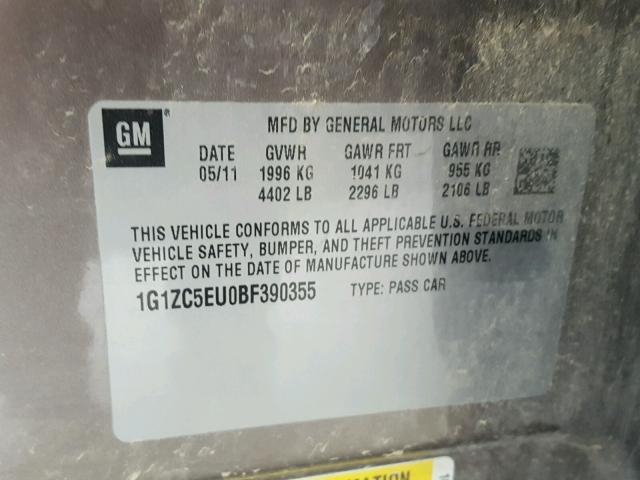 GM
MFD BY GENERAL MOTORS LLC
DATE GVWR GAWR FRT GAWR RR
05/11 1996 KG 1041 KG 955 KG
4402 LB 2296 LB 2106 LB
THIS VEHICLE CONFORMS TO ALL APPLICABLE U.S. FEDERAL MOTOR
VEHICLE SAFETY, BUMPER, AND THEFT PREVENTION STANDARDS IN
EFFECT ON THE DATE OF MANUFACTURE SHOWN ABOVE.
1G1ZC5EU0BF390355 TYPE: PASS CAR